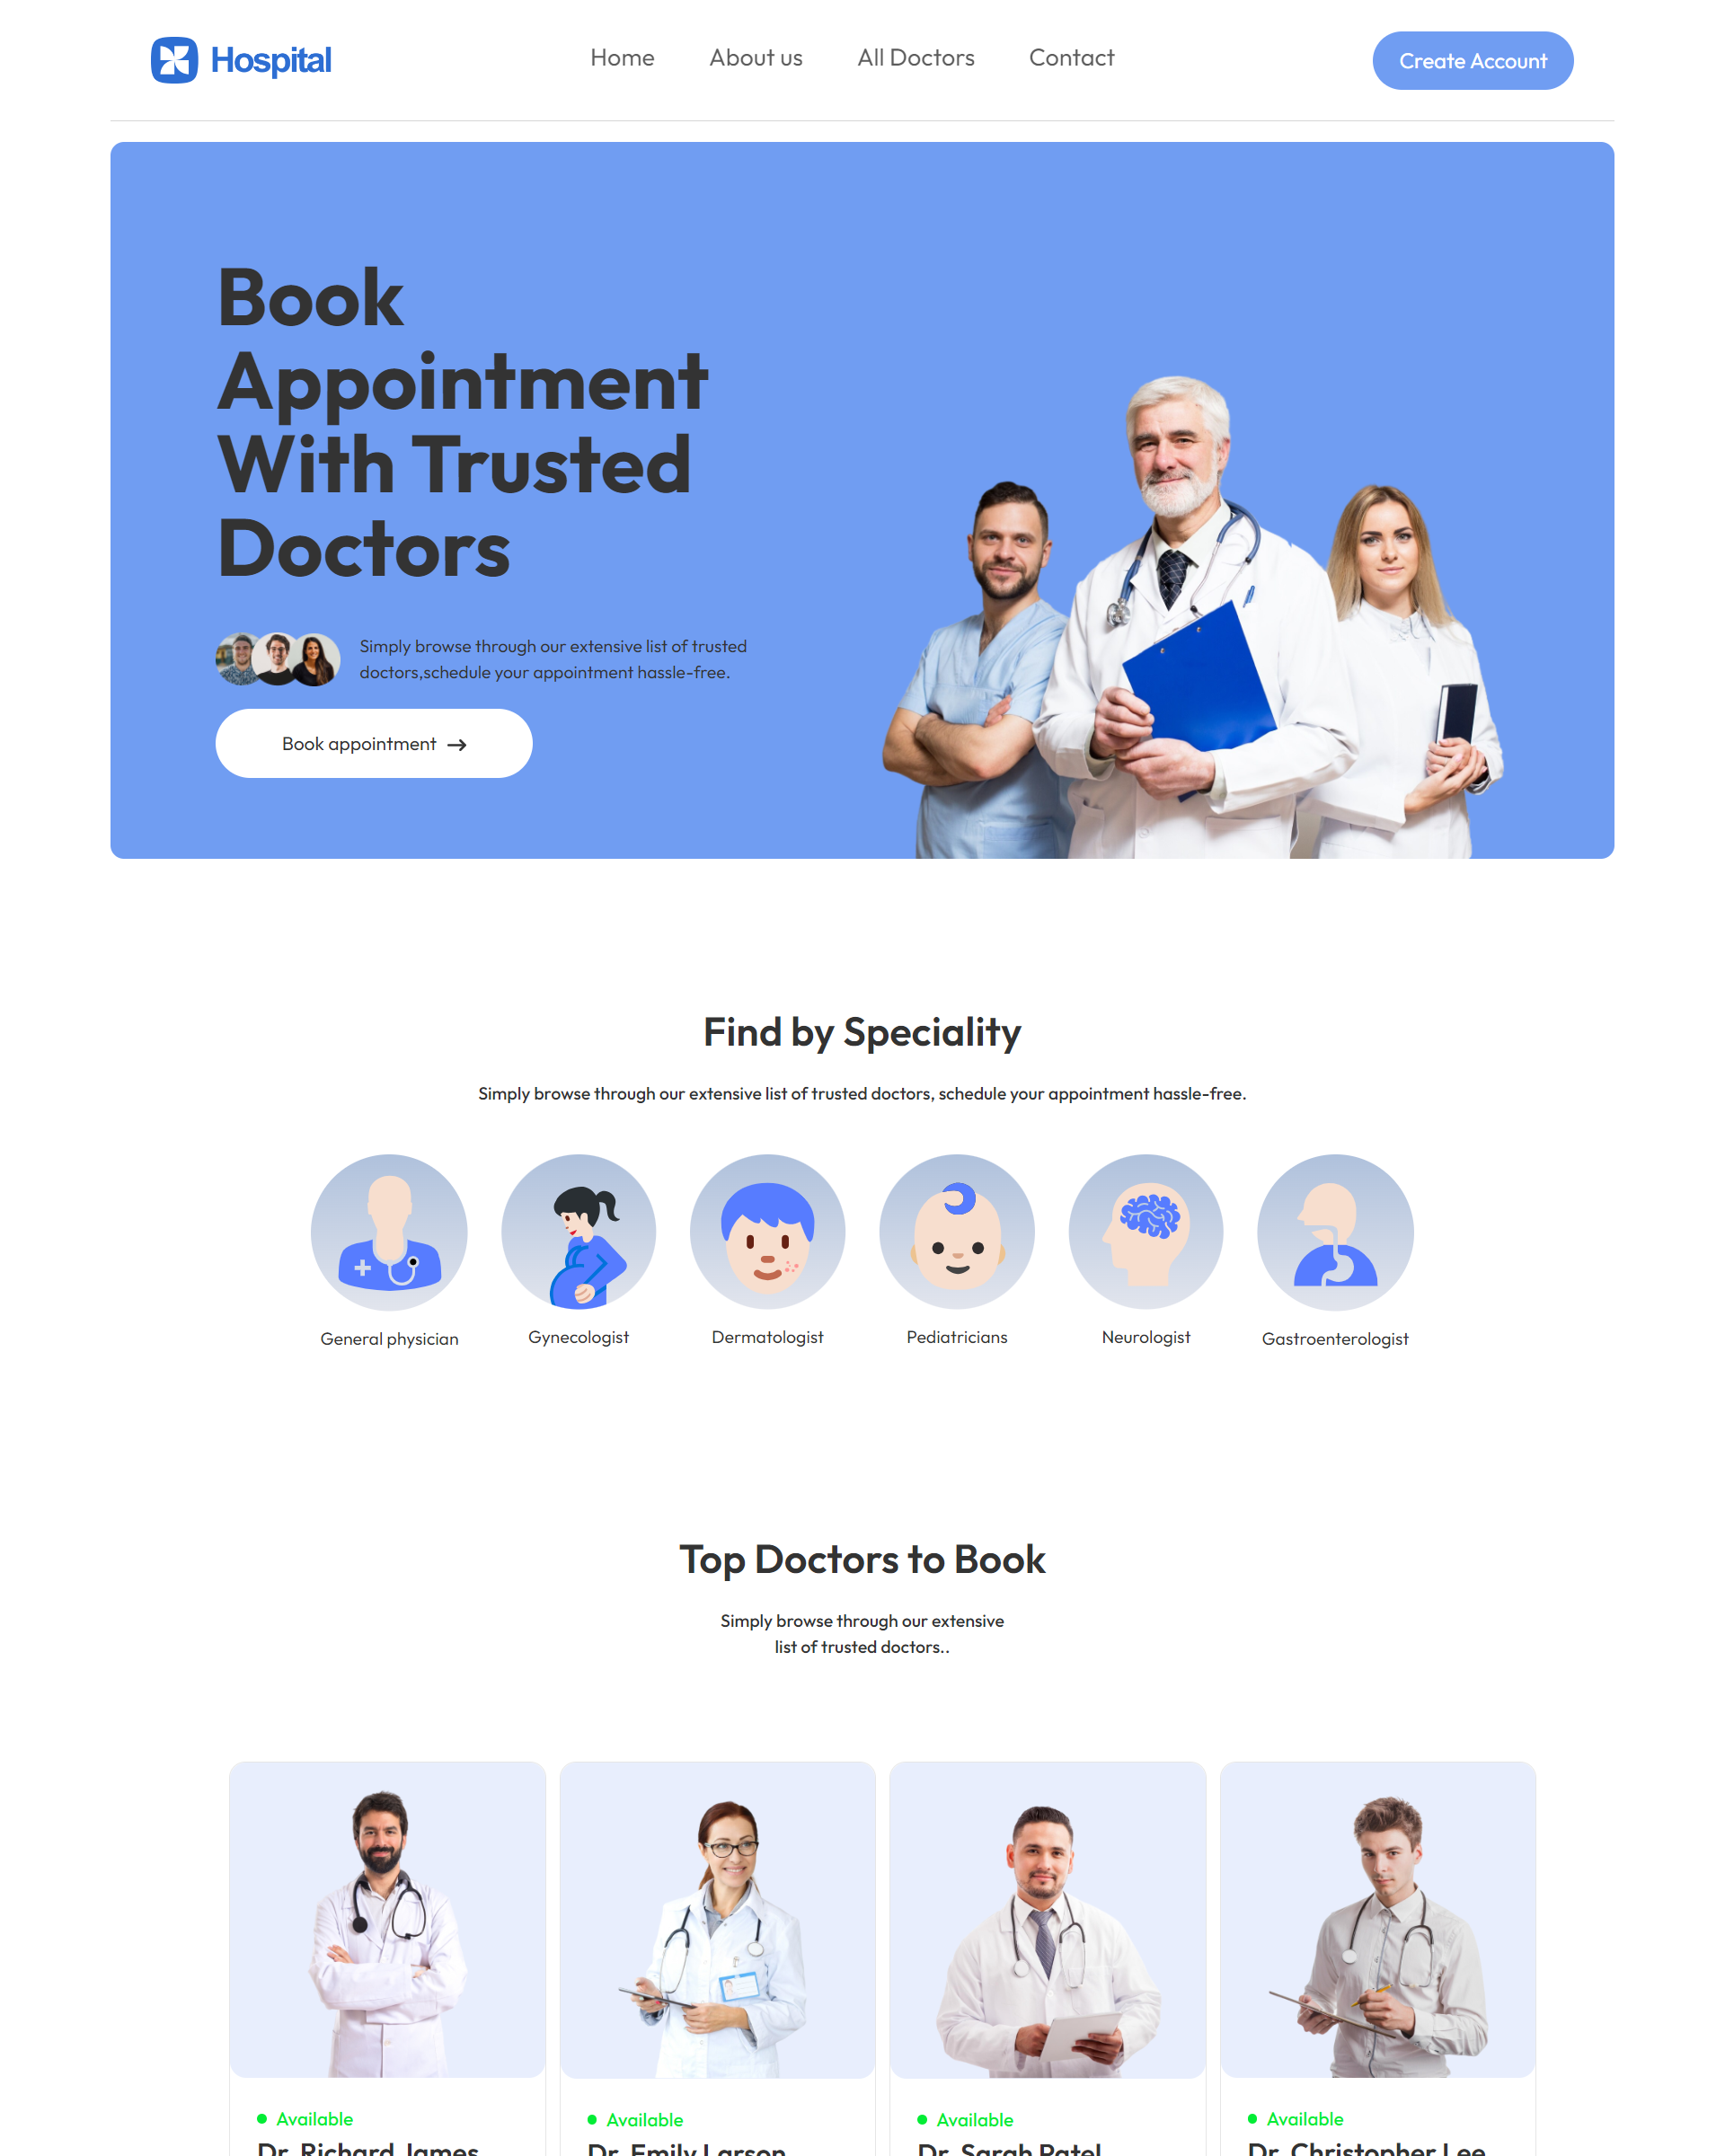 Hospital
Home
About us
All Doctors
Contact
Create Account
Book
Appointment
With Trusted
Doctors
Simply browse through our extensive list of trusted
doctors,schedule your appointment hassle-free.
Book appointment →
Find by Speciality
Simply browse through our extensive list of trusted doctors, schedule your appointment hassle-free.
General physician
Gynecologist
Dermatologist
Pediatricians
Neurologist
Gastroenterologist
Top Doctors to Book
Simply browse through our extensive
list of trusted doctors..
Available
Dr. Richard James
Available
Dr. Emily Larson
Available
Dr. Sarah Patel
Available
Dr. Christopher Lee